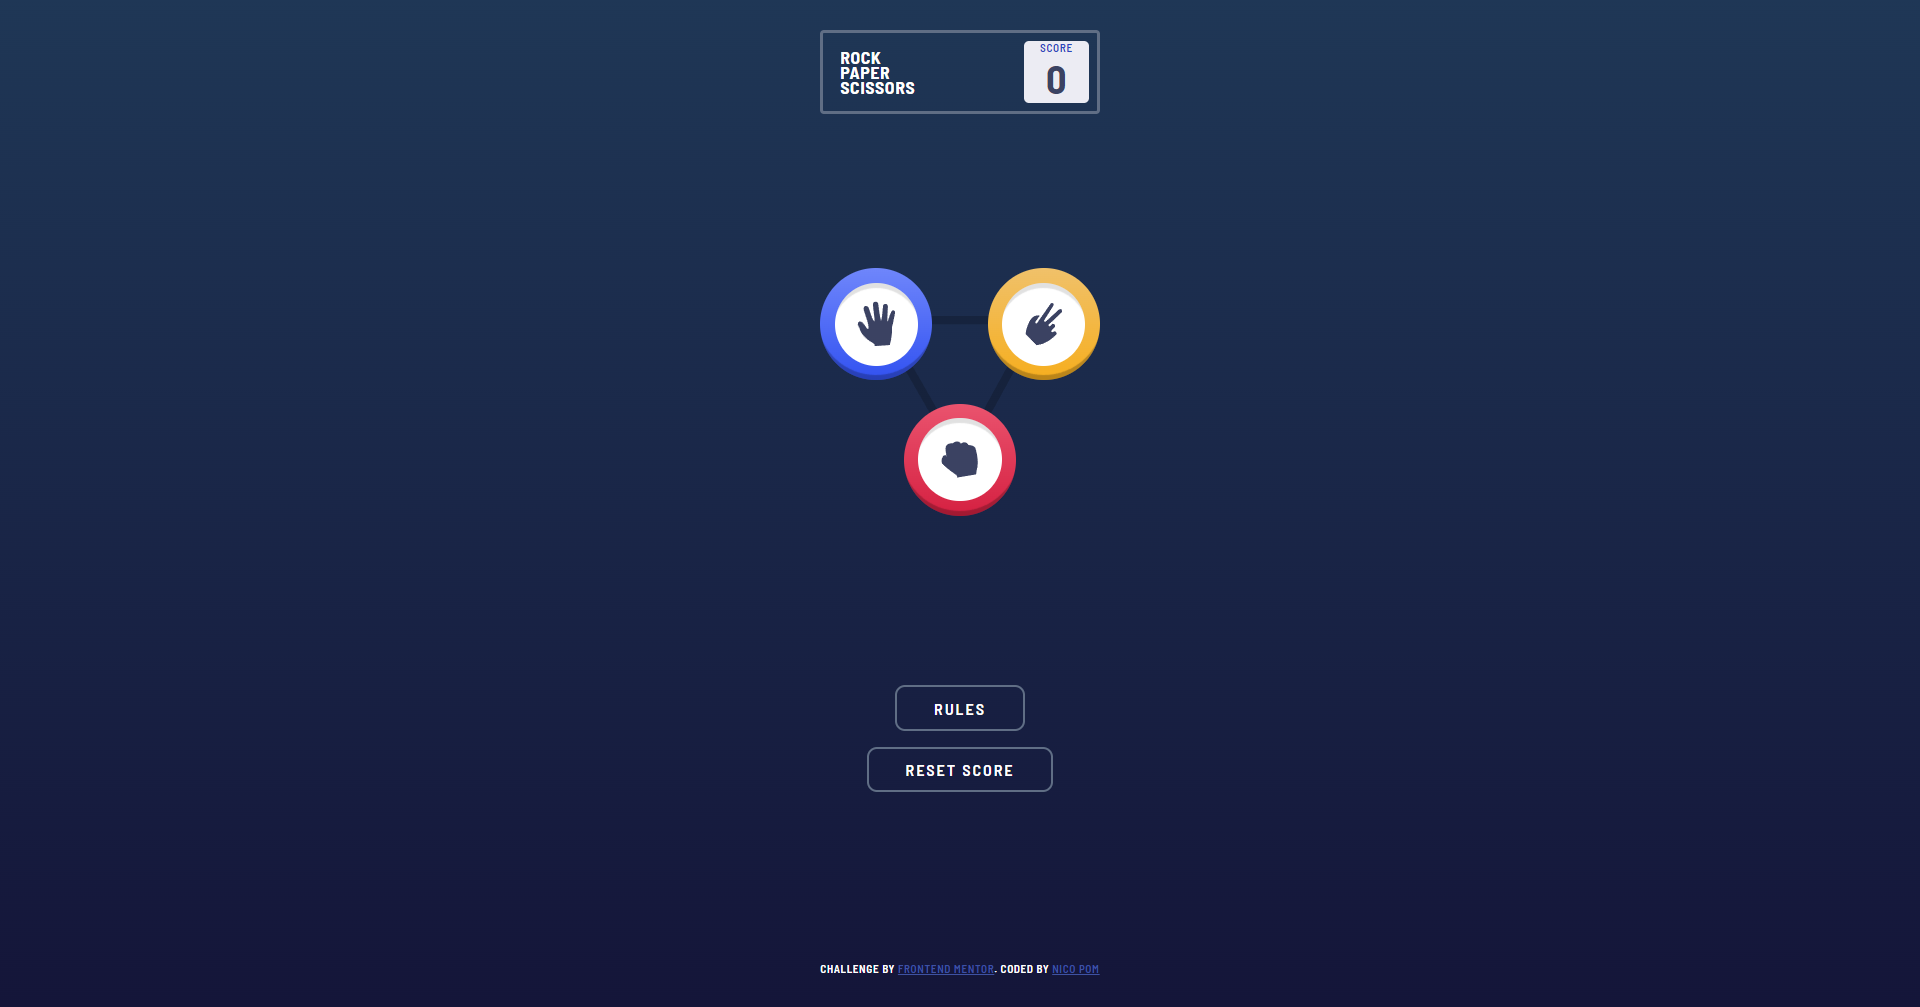 ROCK
PAPER
SCISSORS
SCORE
0
RULES
RESET SCORE
CHALLENGE BY FRONTEND MENTOR. CODED BY NICO POM